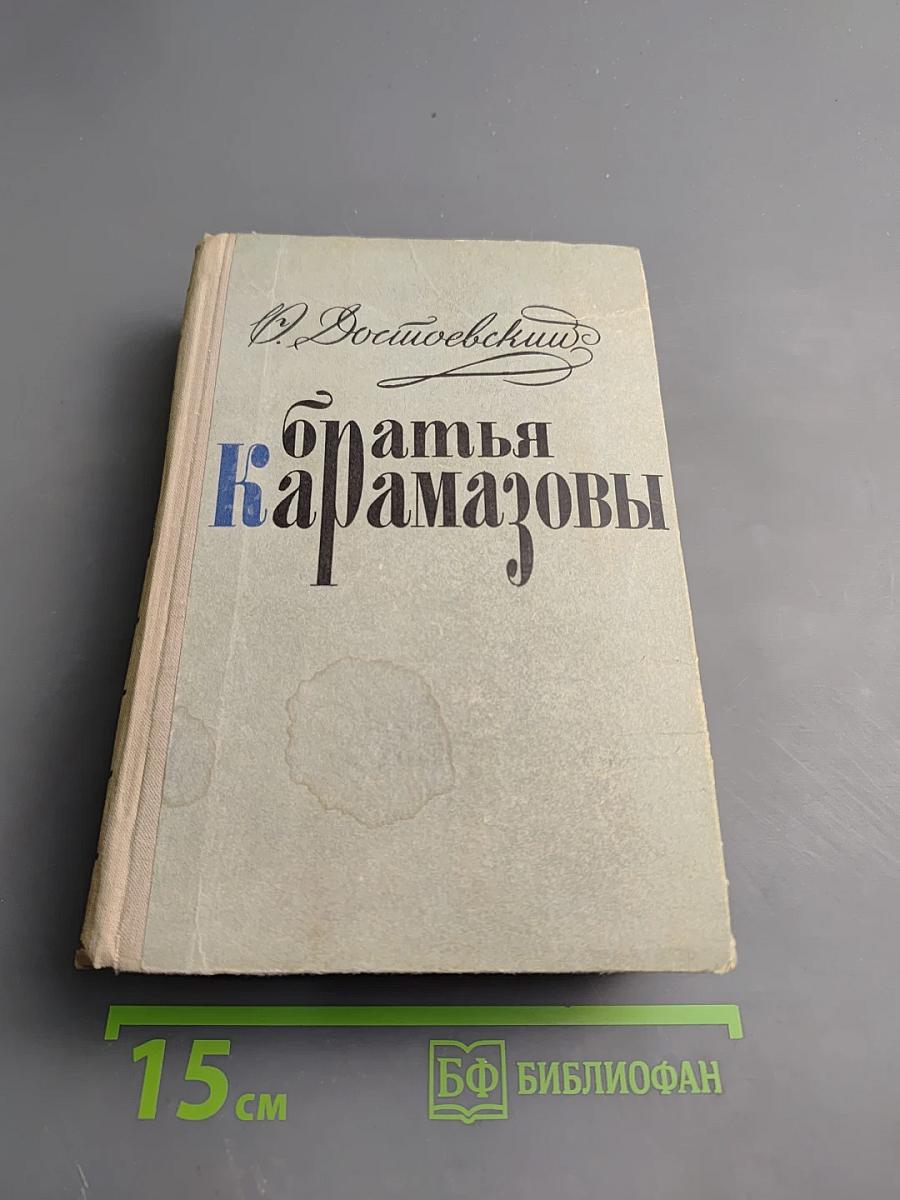 Ф. Достоевский
братья
Карамазовы
15 см
БФ БИБЛИОФАН